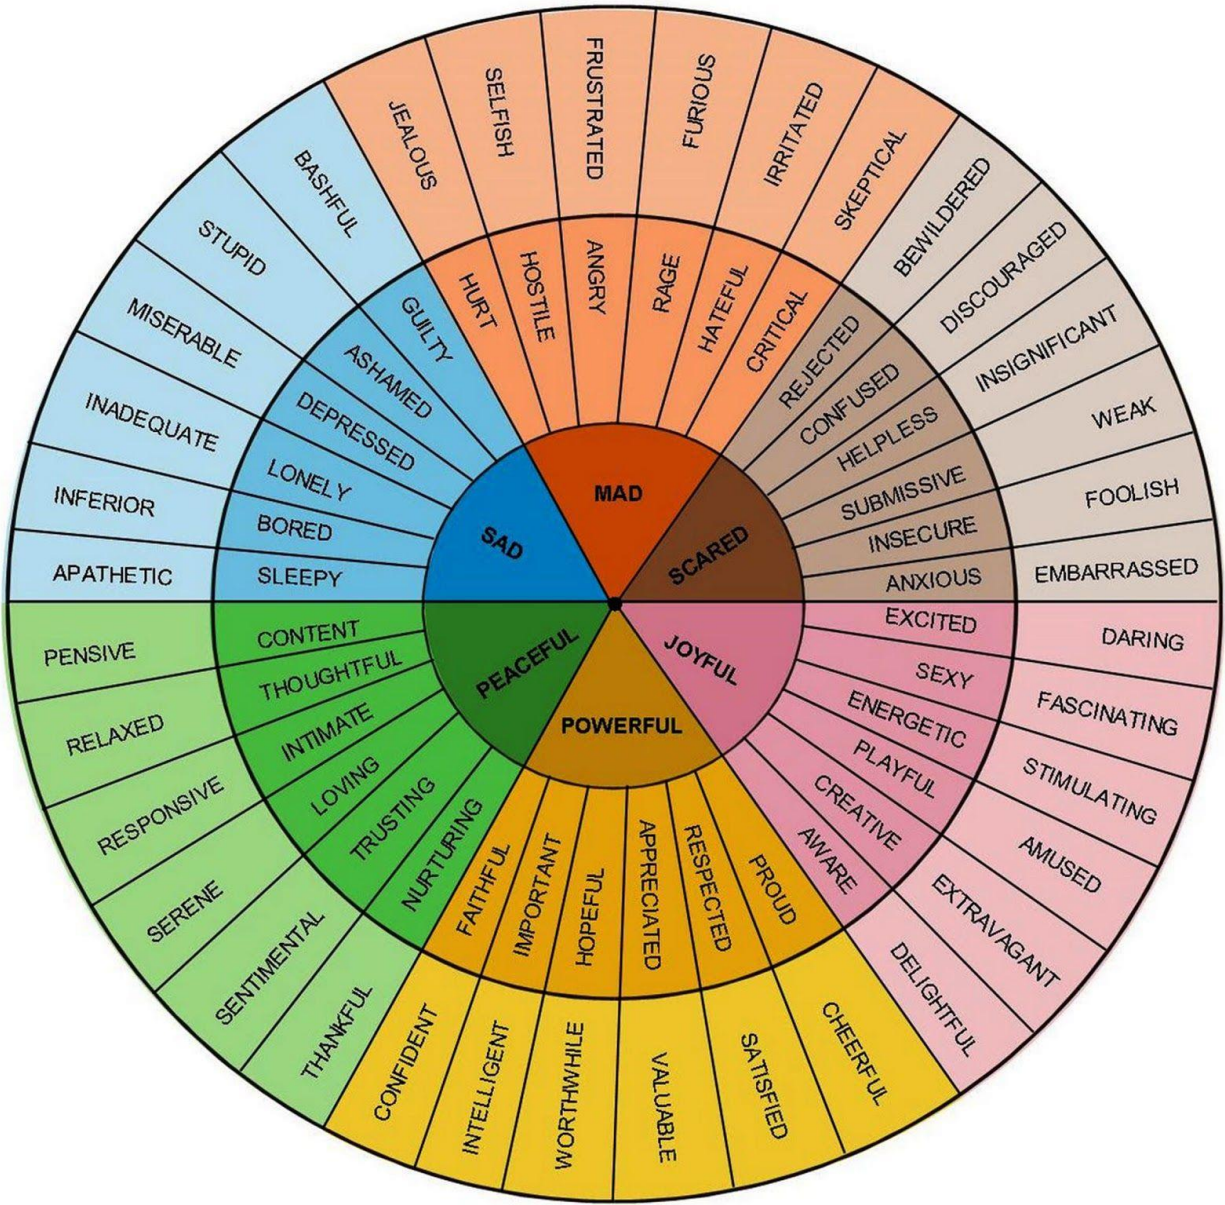 MAD
SCARED
JOYFUL
POWERFUL
PEACEFUL
SAD
HURT
HOSTILE
ANGRY
RAGE
HATEFUL
CRITICAL
REJECTED
CONFUSED
HELPLESS
SUBMISSIVE
INSECURE
ANXIOUS
EXCITED
SEXY
ENERGETIC
PLAYFUL
CREATIVE
AWARE
PROUD
RESPECTED
APPRECIATED
HOPEFUL
IMPORTANT
FAITHFUL
NURTURING
TRUSTING
LOVING
INTIMATE
THOUGHTFUL
CONTENT
SLEEPY
BORED
LONELY
DEPRESSED
ASHAMED
GUILTY
JEALOUS
SELFISH
FRUSTRATED
FURIOUS
IRRITATED
SKEPTICAL
BEWILDERED
DISCOURAGED
INSIGNIFICANT
WEAK
FOOLISH
EMBARRASSED
DARING
FASCINATING
STIMULATING
AMUSED
EXTRAVAGANT
DELIGHTFUL
CHEERFUL
SATISFIED
VALUABLE
WORTHWHILE
INTELLIGENT
CONFIDENT
THANKFUL
SENTIMENTAL
SERENE
RESPONSIVE
RELAXED
PENSIVE
APATHETIC
INFERIOR
INADEQUATE
MISERABLE
STUPID
BASHFUL